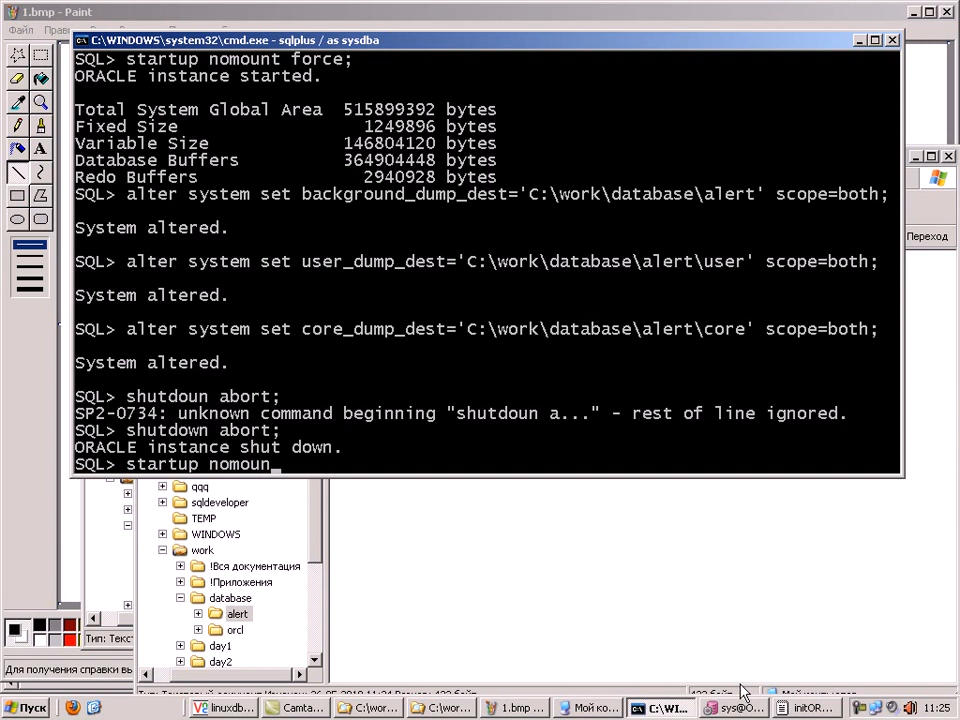 1.bmp - Paint
Файл
C:\WINDOWS\system32\cmd.exe - sqlplus / as sysdba
SQL> startup nomount force;
ORACLE instance started.
Total System Global Area 515899392 bytes
Fixed Size 1249896 bytes
Variable Size 146804120 bytes
Database Buffers 364904448 bytes
Redo Buffers 2940928 bytes
SQL> alter system set background_dump_dest='C:\work\database\alert' scope=both;
System altered.
SQL> alter system set user_dump_dest='C:\work\database\alert\user' scope=both;
System altered.
SQL> alter system set core_dump_dest='C:\work\database\alert\core' scope=both;
System altered.
SQL> shutdoun abort;
SP2-0734: unknown command beginning "shutdoun a..." - rest of line ignored.
SQL> shutdown abort;
ORACLE instance shut down.
SQL> startup nomoun_
Переход
qqq
sqldeveloper
TEMP
WINDOWS
work
!Вся документация
!Приложения
database
alert
orcl
day1
day2
Тип: Текс
Для получения справки вы
Пуск
linuxdb...
Camta...
C:\wor...
C:\wor...
1.bmp ...
Мой ко...
C:\WI...
sys@O...
initOR...
11:25